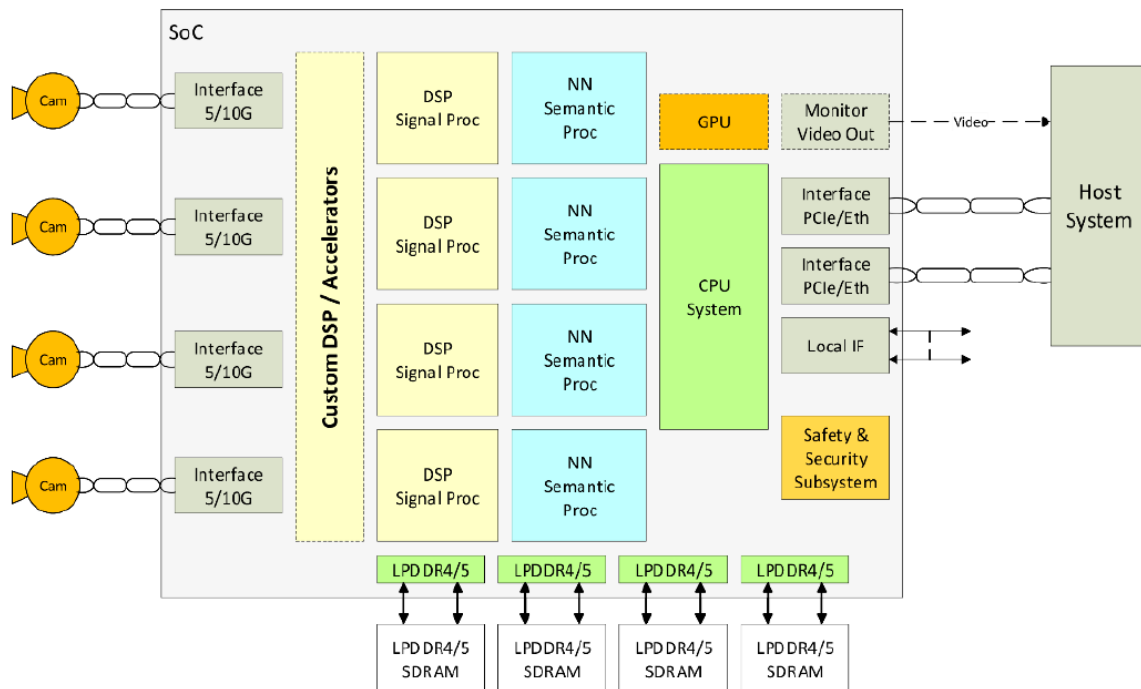 SoC
Cam
Interface
5/10G
Cam
Interface
5/10G
Cam
Interface
5/10G
Cam
Interface
5/10G
Custom DSP / Accelerators
DSP
Signal Proc
DSP
Signal Proc
DSP
Signal Proc
DSP
Signal Proc
NN
Semantic
Proc
NN
Semantic
Proc
NN
Semantic
Proc
NN
Semantic
Proc
GPU
CPU
System
Monitor
Video Out
Video
Interface
PCIe/Eth
Interface
PCIe/Eth
Local IF
Safety &
Security
Subsystem
Host
System
LPDDR4/5
LPDDR4/5
LPDDR4/5
LPDDR4/5
LPDDR4/5
SDRAM
LPDDR4/5
SDRAM
LPDDR4/5
SDRAM
LPDDR4/5
SDRAM